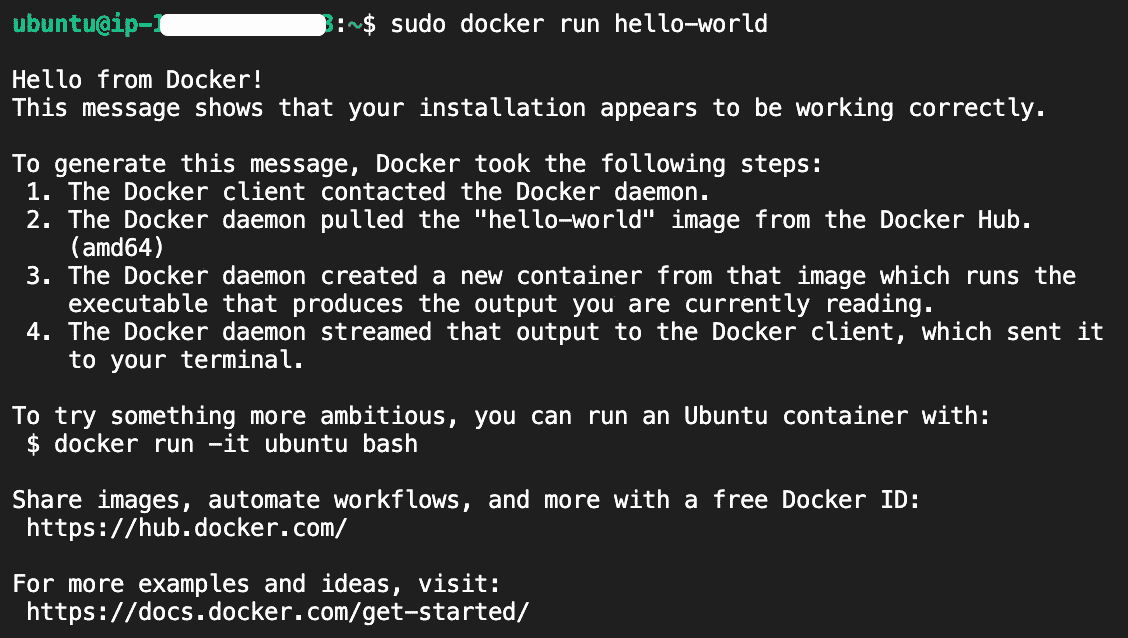 ubuntu@ip-1 3:~$ sudo docker run hello-world
Hello from Docker!
This message shows that your installation appears to be working correctly.
To generate this message, Docker took the following steps:
1. The Docker client contacted the Docker daemon.
2. The Docker daemon pulled the "hello-world" image from the Docker Hub.
(amd64)
3. The Docker daemon created a new container from that image which runs the
executable that produces the output you are currently reading.
4. The Docker daemon streamed that output to the Docker client, which sent it
to your terminal.
To try something more ambitious, you can run an Ubuntu container with:
$ docker run -it ubuntu bash
Share images, automate workflows, and more with a free Docker ID:
https://hub.docker.com/
For more examples and ideas, visit:
https://docs.docker.com/get-started/